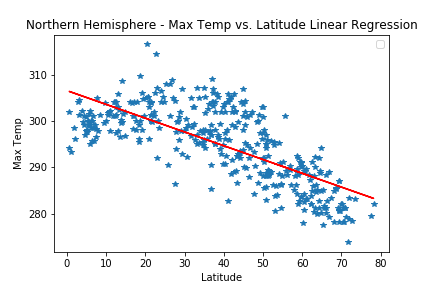 Northern Hemisphere - Max Temp vs. Latitude Linear Regression
310
300
290
280
Max Temp
0 10 20 30 40 50 60 70 80
Latitude